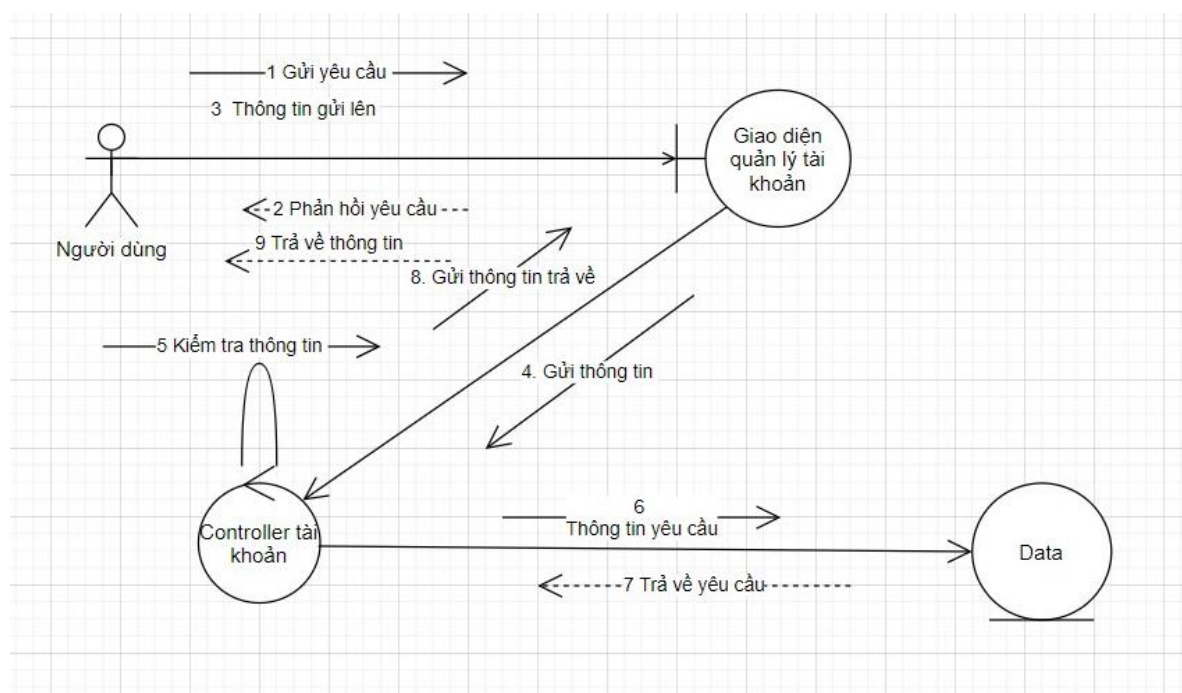 1 Gửi yêu cầu
3 Thông tin gửi lên
Giao diện
quản lý tài
khoản
2 Phản hồi yêu cầu
Người dùng
9 Trả về thông tin
8. Gửi thông tin trả về
5 Kiểm tra thông tin
4. Gửi thông tin
6
Thông tin yêu cầu
Controller tài
khoản
Data
7 Trả về yêu cầu